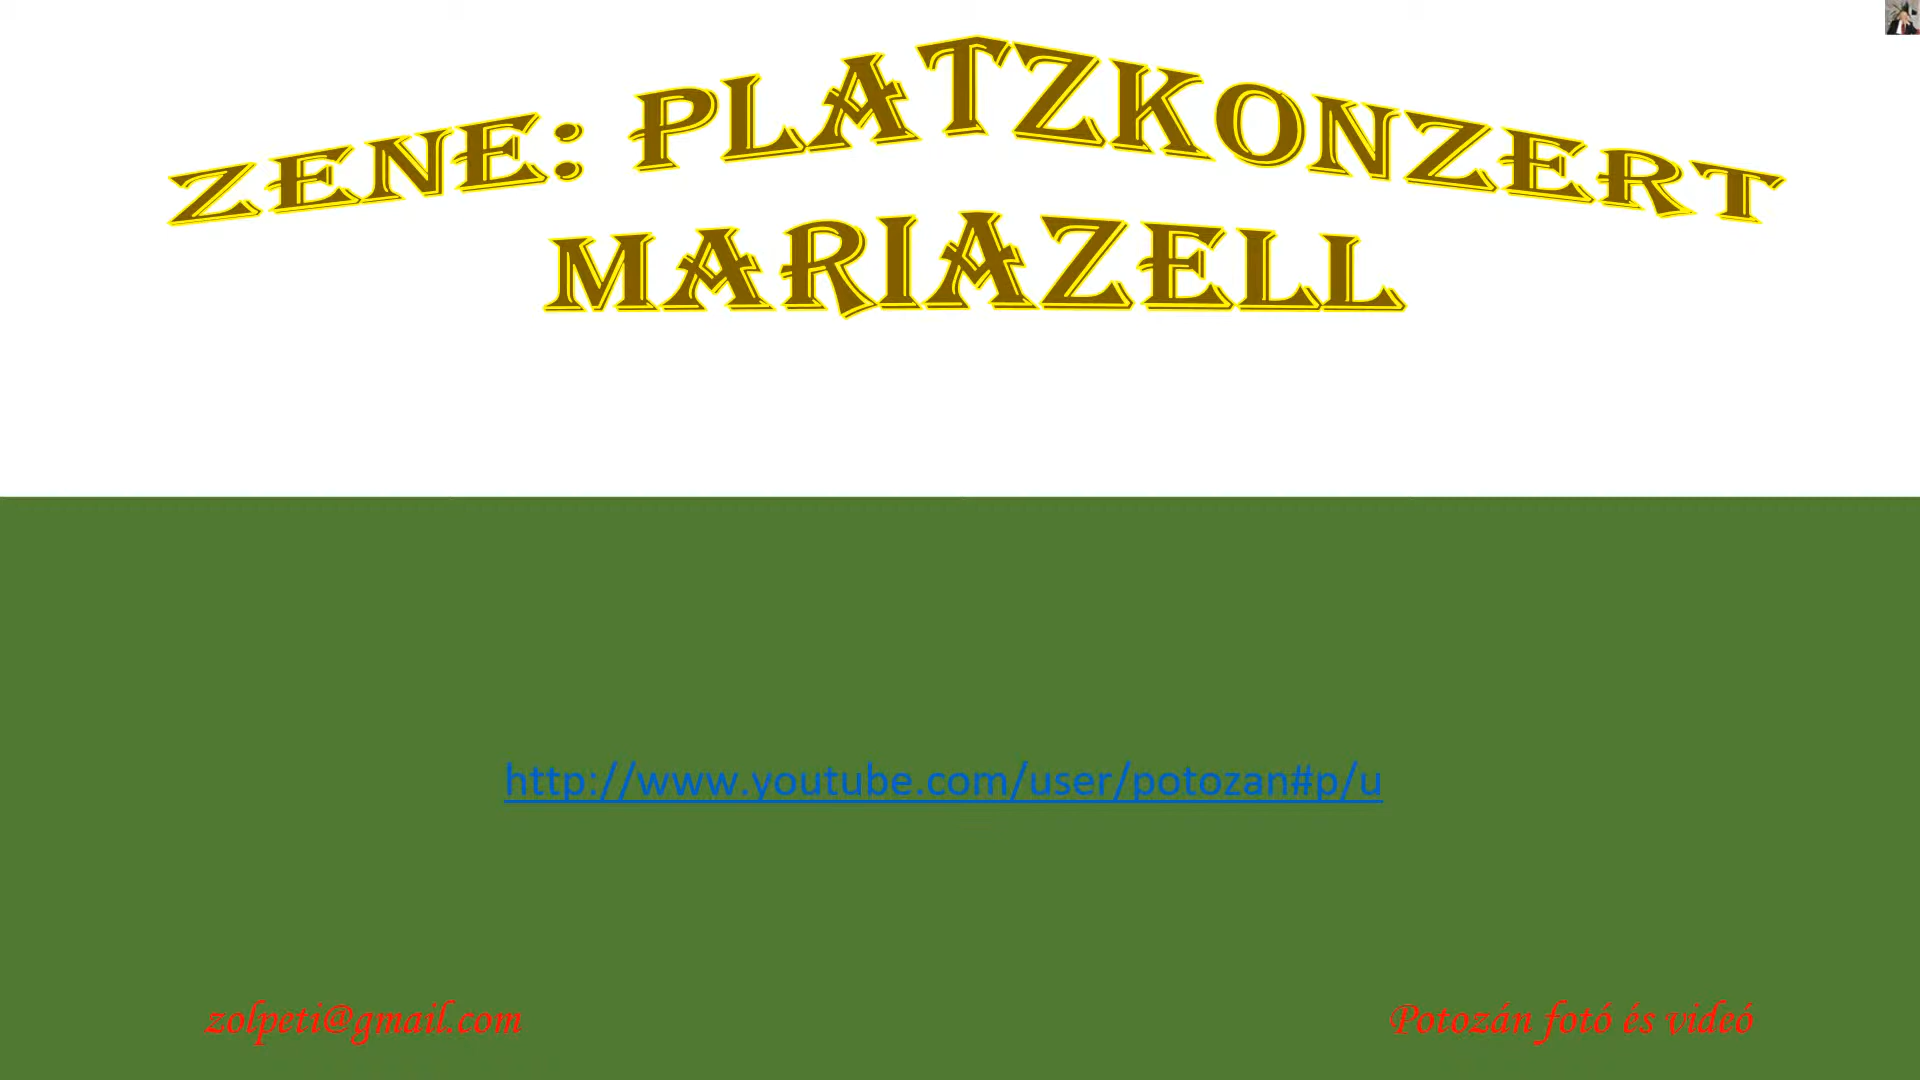 ZENE: PLATZKONZERT
MARIAZELL
http://www.youtube.com/user/potozan#p/u
zolpeti@gmail.com
Potozán fotó és videó